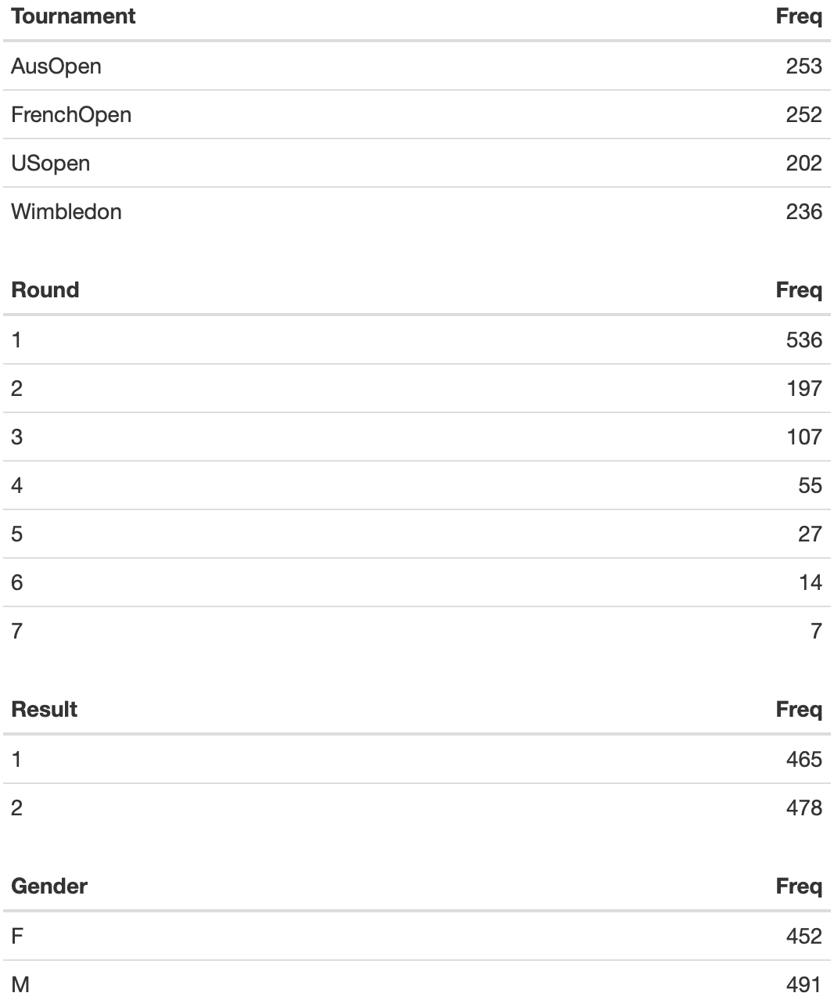 Tournament Freq
AusOpen 253
FrenchOpen 252
USopen 202
Wimbledon 236
Round Freq
1 536
2 197
3 107
4 55
5 27
6 14
7 7
Result Freq
1 465
2 478
Gender Freq
F 452
M 491